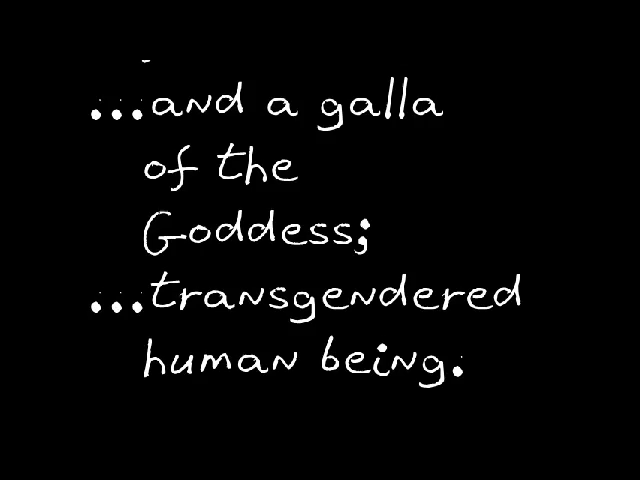 ...and a galla
of the
Goddess;
...transgendered
human being.